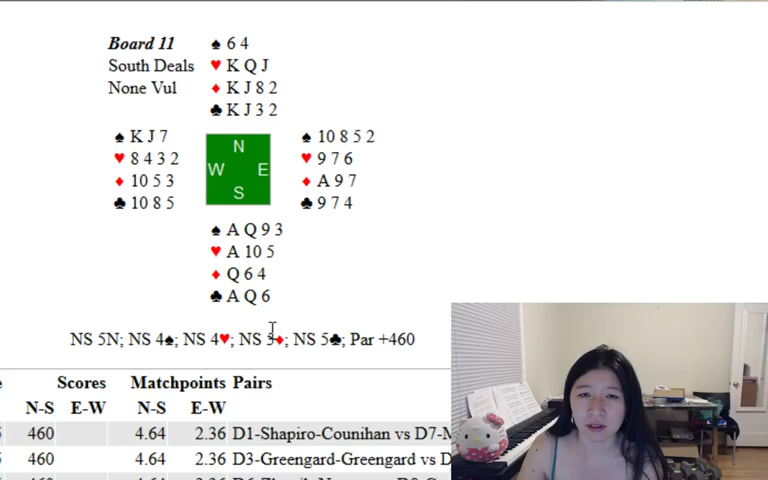 Board 11
South Deals
None Vul
♠ 6 4
♥ K Q J
♦ K J 8 2
♣ K J 3 2
♠ K J 7
♥ 8 4 3 2
♦ 10 5 3
♣ 10 8 5
N
W E
S
♠ 10 8 5 2
♥ 9 7 6
♦ A 9 7
♣ 9 7 4
♠ A Q 9 3
♥ A 10 5
♦ Q 6 4
♣ A Q 6
NS 5N; NS 4♠; NS 4♥; NS ♦; NS 5♣; Par +460
Scores Matchpoints Pairs
N-S E-W N-S E-W
460 4.64 2.36 D1-Shapiro-Counihan vs D7-M
460 4.64 2.36 D3-Greengard-Greengard vs D